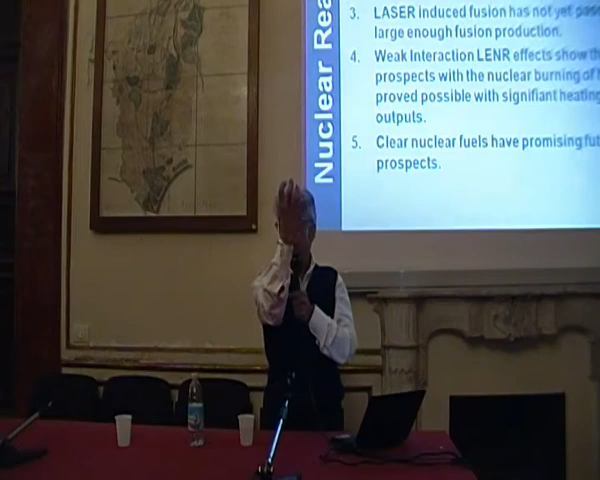 Nuclear Rea
3. LASER induced fusion has not yet pas
large enough fusion production.
4. Weak Interaction LENR effects show th
prospects with the nuclear burning of
proved possible with signifiant heating
outputs.
5. Clear nuclear fuels have promising fut
prospects.